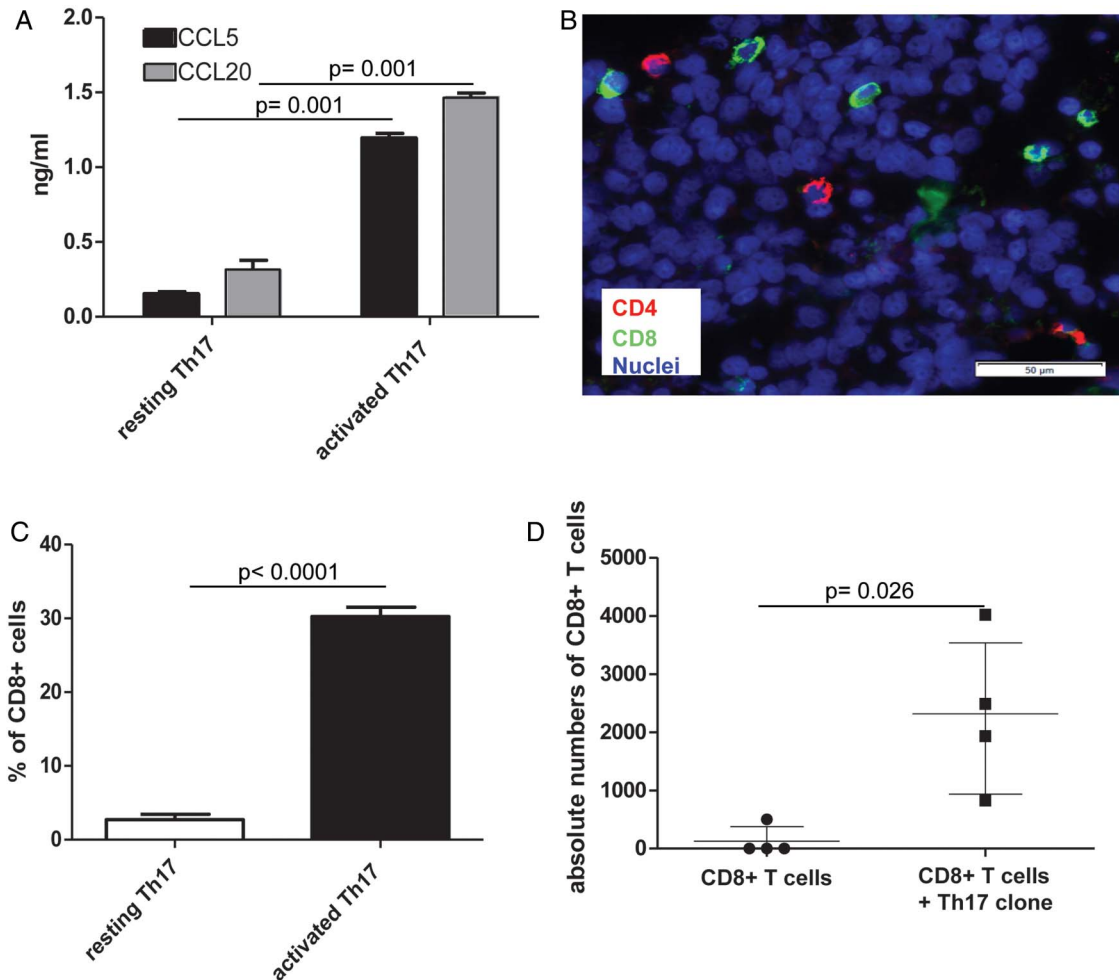 A
2.0
1.5
1.0
0.5
0.0
ng/ml
CCL5
CCL20
p= 0.001
p= 0.001
resting Th17
activated Th17
B
CD4
CD8
Nuclei
50 µm
C
40
30
20
10
0
% of CD8+ cells
p< 0.0001
resting Th17
activated Th17
D
5000
4000
3000
2000
1000
0
absolute numbers of CD8+ T cells
p= 0.026
CD8+ T cells
CD8+ T cells
+ Th17 clone